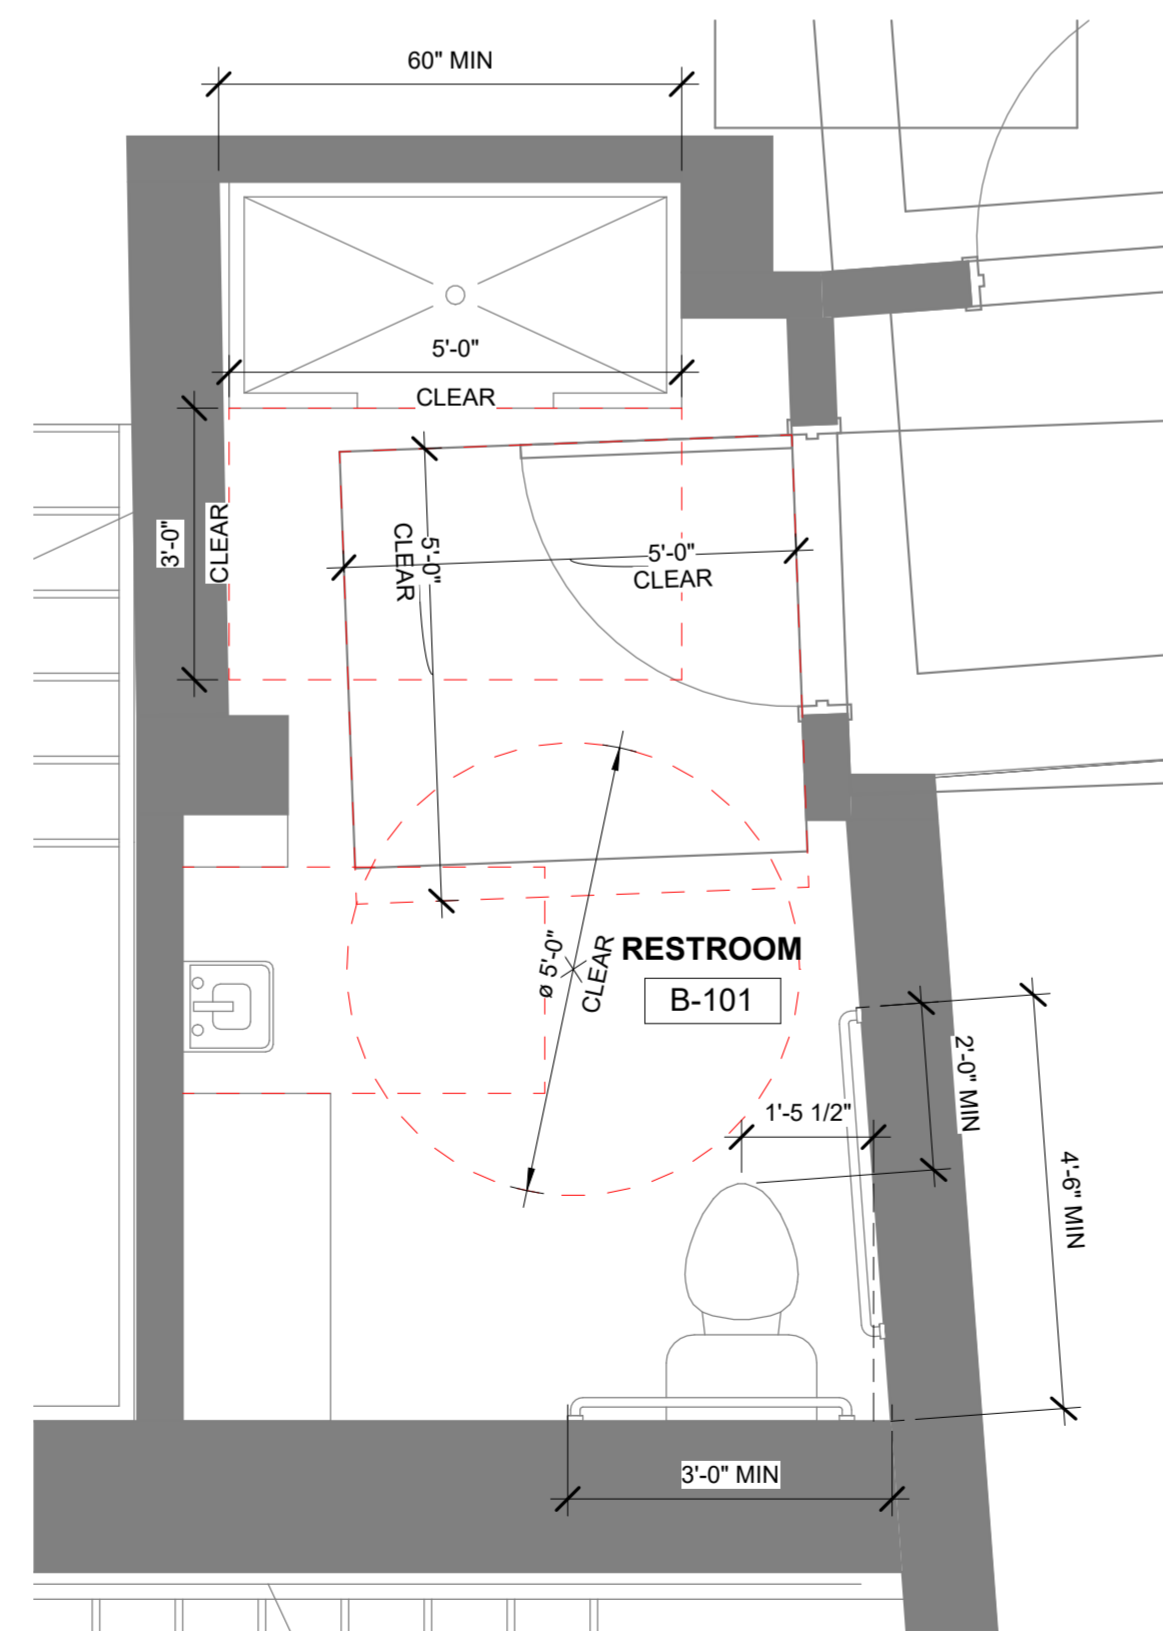 60" MIN
5'-0"
CLEAR
3'-0"
CLEAR
5'-0"
CLEAR
5'-0"
CLEAR
ø 5'-0"
CLEAR
RESTROOM
B-101
2'-0" MIN
1'-5 1/2"
4'-6" MIN
3'-0" MIN